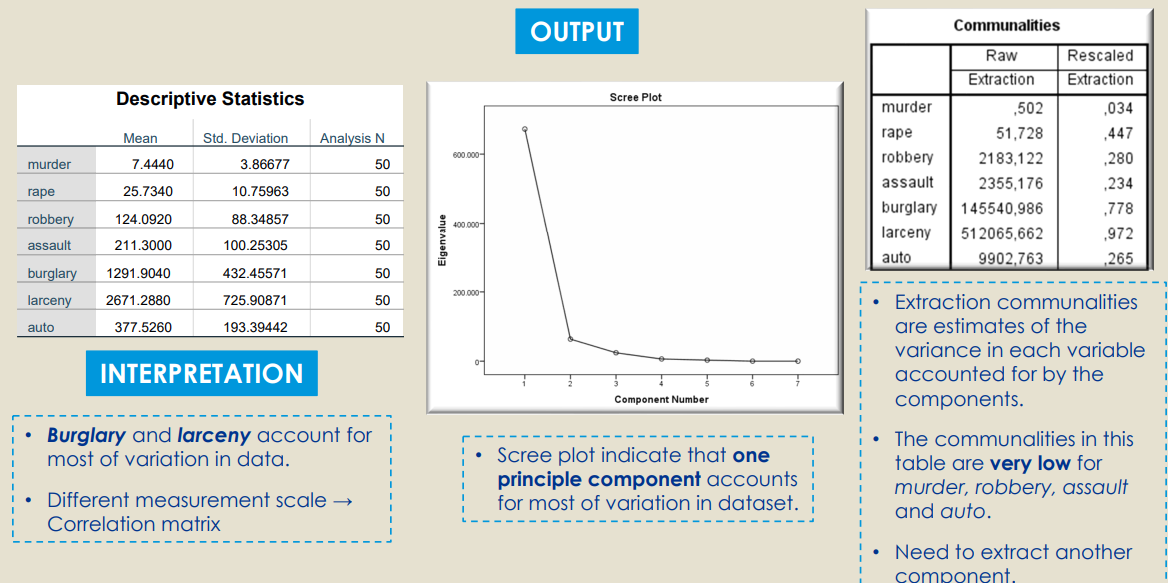 OUTPUT
Descriptive Statistics
Mean Std. Deviation Analysis N
murder 7.4440 3.86677 50
rape 25.7340 10.75963 50
robbery 124.0920 88.34857 50
assault 211.3000 100.25305 50
burglary 1291.9040 432.45571 50
larceny 2671.2880 725.90871 50
auto 377.5260 193.39442 50
INTERPRETATION
• Burglary and larceny account for
most of variation in data.
• Different measurement scale →
Correlation matrix
Scree Plot
Eigenvalue
600.000
400.000
200.000
0
1 2 3 4 5 6 7
Component Number
• Scree plot indicate that one
principle component accounts
for most of variation in dataset.
Communalities
Raw Rescaled
Extraction Extraction
murder ,502 ,034
rape 51,728 ,447
robbery 2183,122 ,280
assault 2355,176 ,234
burglary 145540,986 ,778
larceny 512065,662 ,972
auto 9902,763 ,265
• Extraction communalities
are estimates of the
variance in each variable
accounted for by the
components.
• The communalities in this
table are very low for
murder, robbery, assault
and auto.
• Need to extract another
component.